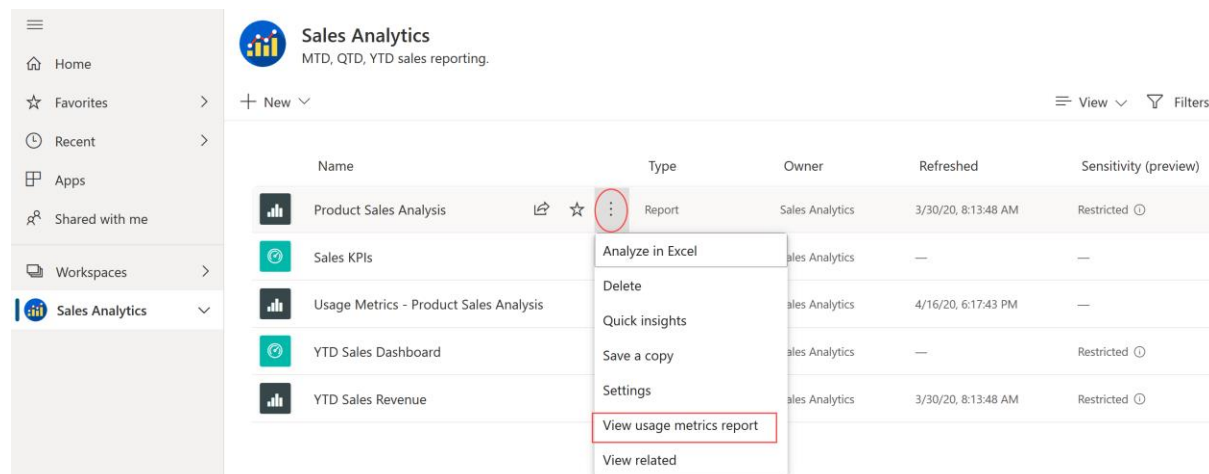 Sales Analytics
MTD, QTD, YTD sales reporting.
Home
Favorites
Recent
Apps
Shared with me
Workspaces
Sales Analytics
New
View
Filters
Name Type Owner Refreshed Sensitivity (preview)
Product Sales Analysis Report Sales Analytics 3/30/20, 8:13:48 AM Restricted
Sales KPIs Analytics — —
Usage Metrics - Product Sales Analysis Analytics 4/16/20, 6:17:43 PM —
YTD Sales Dashboard Analytics — Restricted
YTD Sales Revenue Analytics 3/30/20, 8:13:48 AM Restricted
Analyze in Excel
Delete
Quick insights
Save a copy
Settings
View usage metrics report
View related